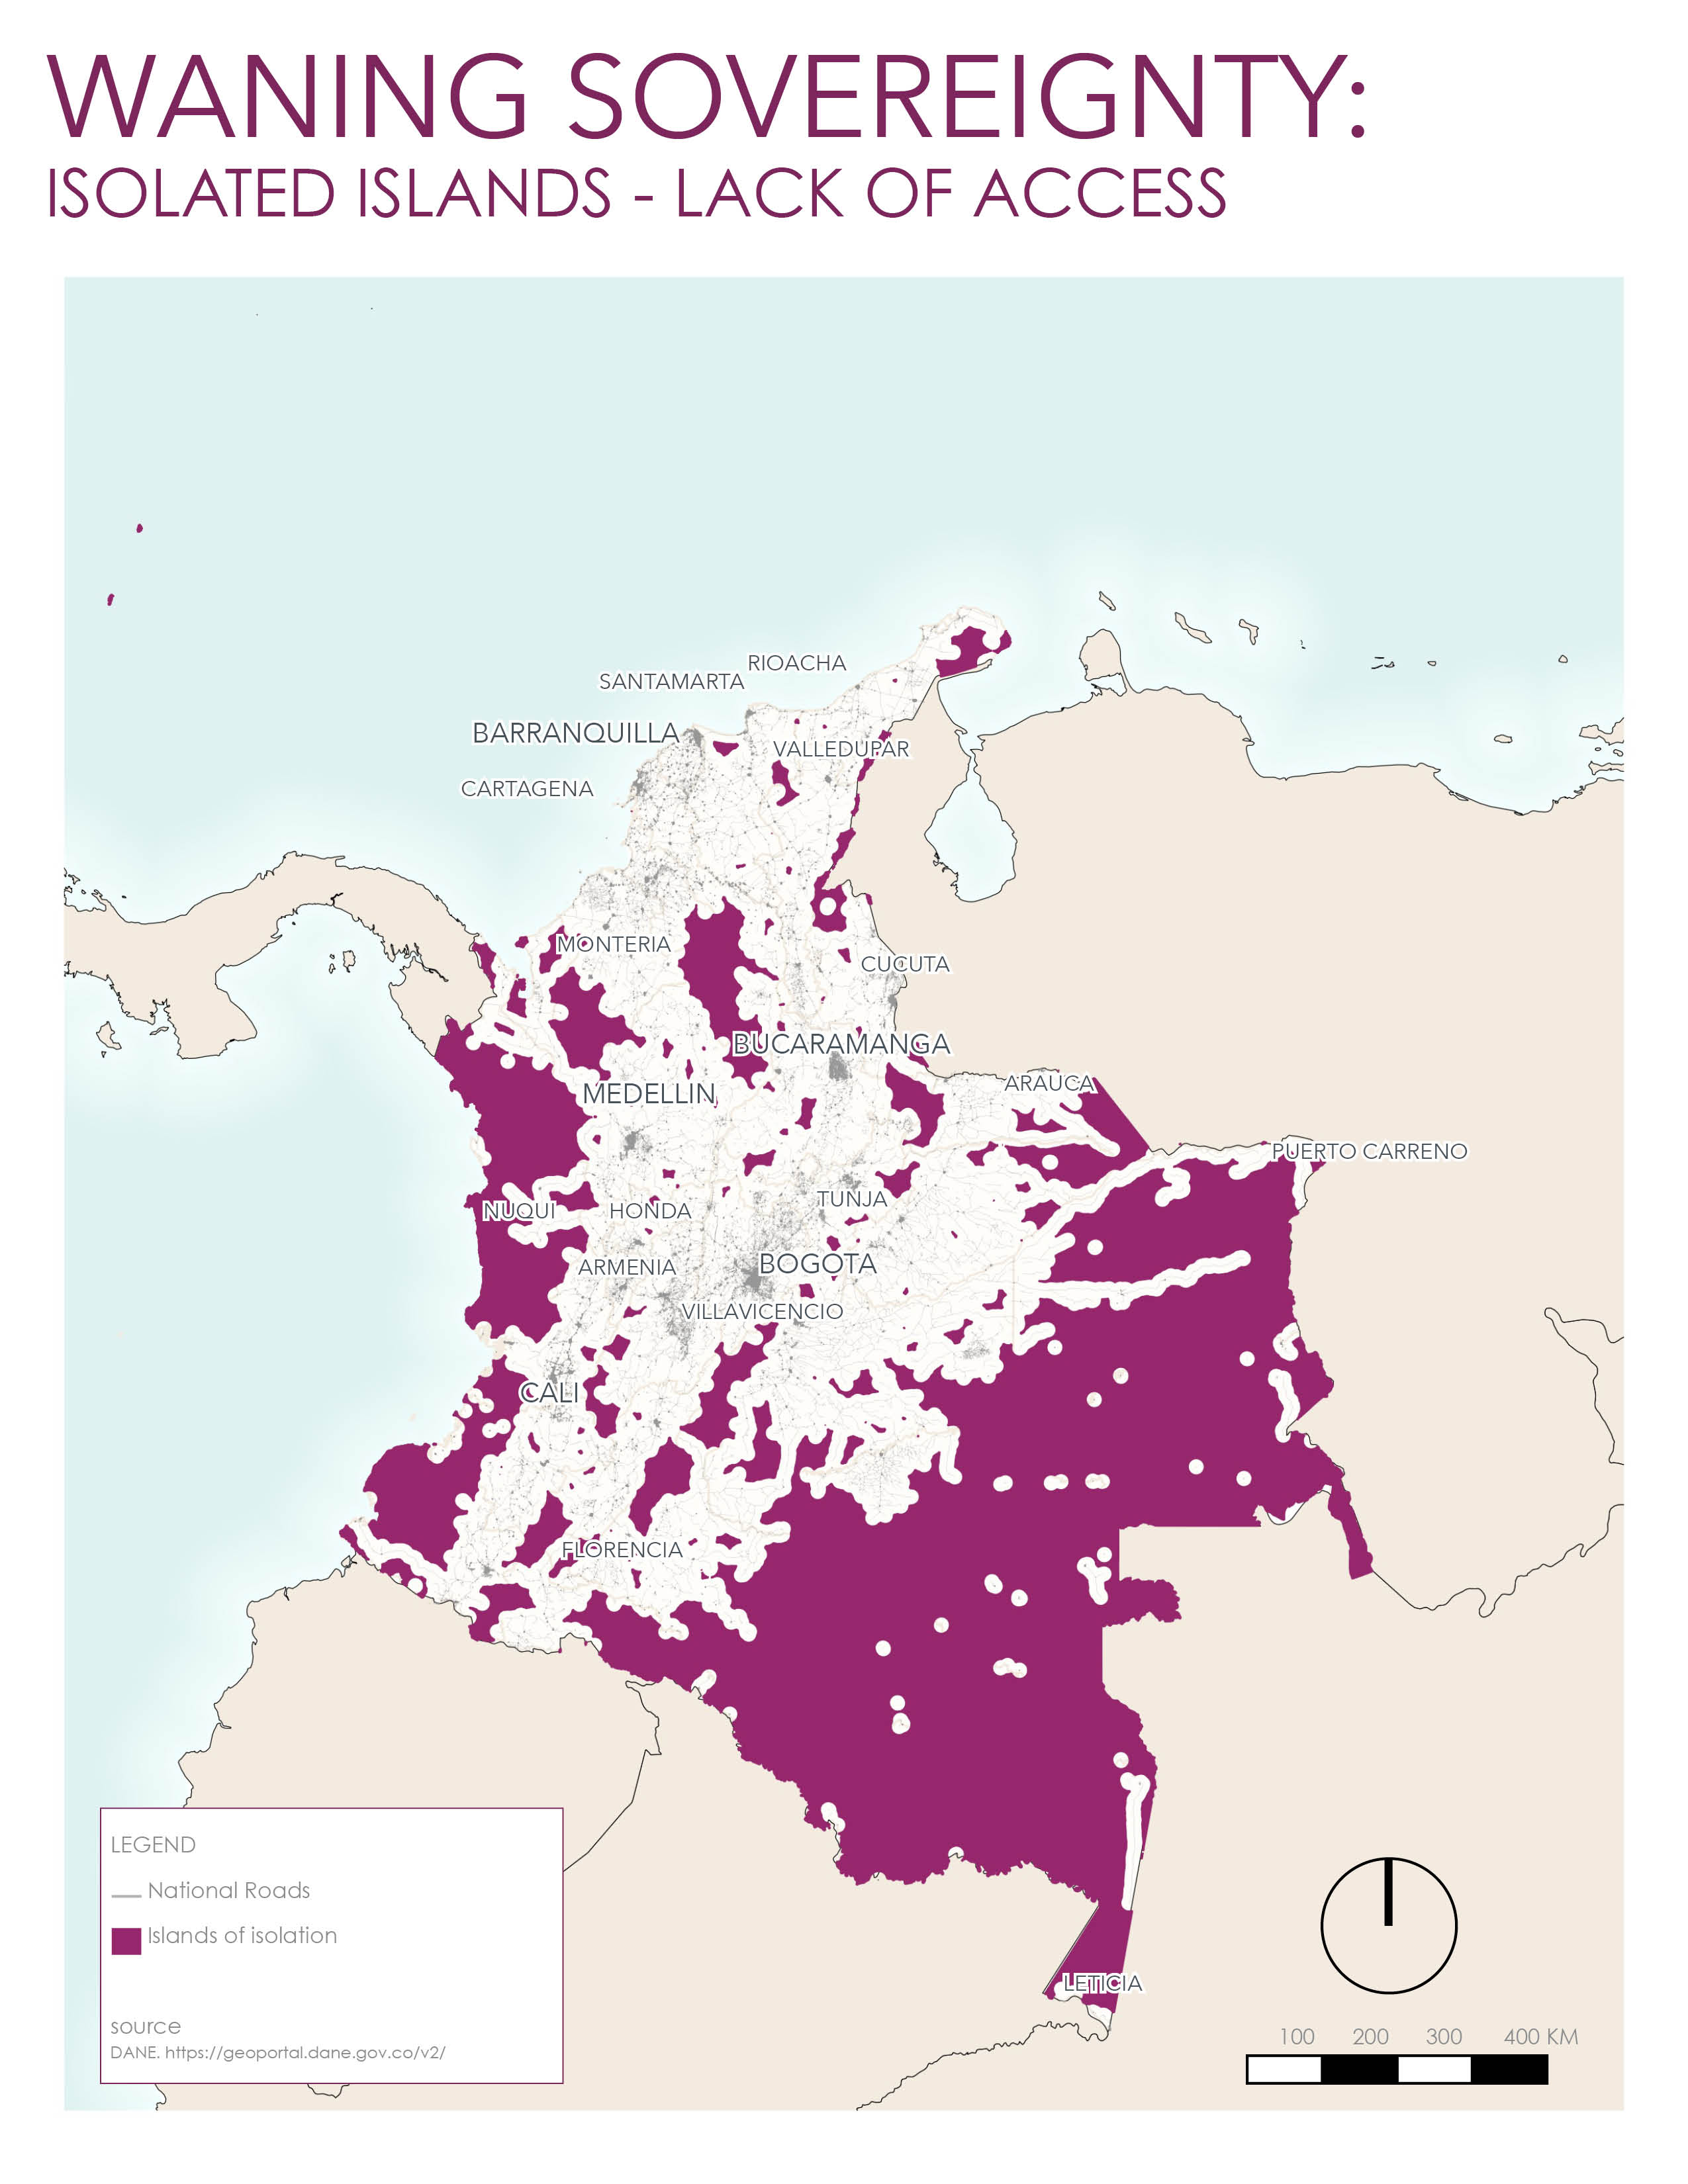 WANING SOVEREIGNTY:
ISOLATED ISLANDS - LACK OF ACCESS
RIOACHA
SANTAMARTA
BARRANQUILLA
VALLEDUPAR
CARTAGENA
MONTERIA
CUCUTA
BUCARAMANGA
ARAUCA
MEDELLIN
PUERTO CARRENO
TUNJA
NUQUI
HONDA
BOGOTA
ARMENIA
VILLAVICENCIO
CALI
FLORENCIA
LETICIA
LEGEND
National Roads
Islands of isolation
source
DANE. https://geoportal.dane.gov.co/v2/
100 200 300 400 KM